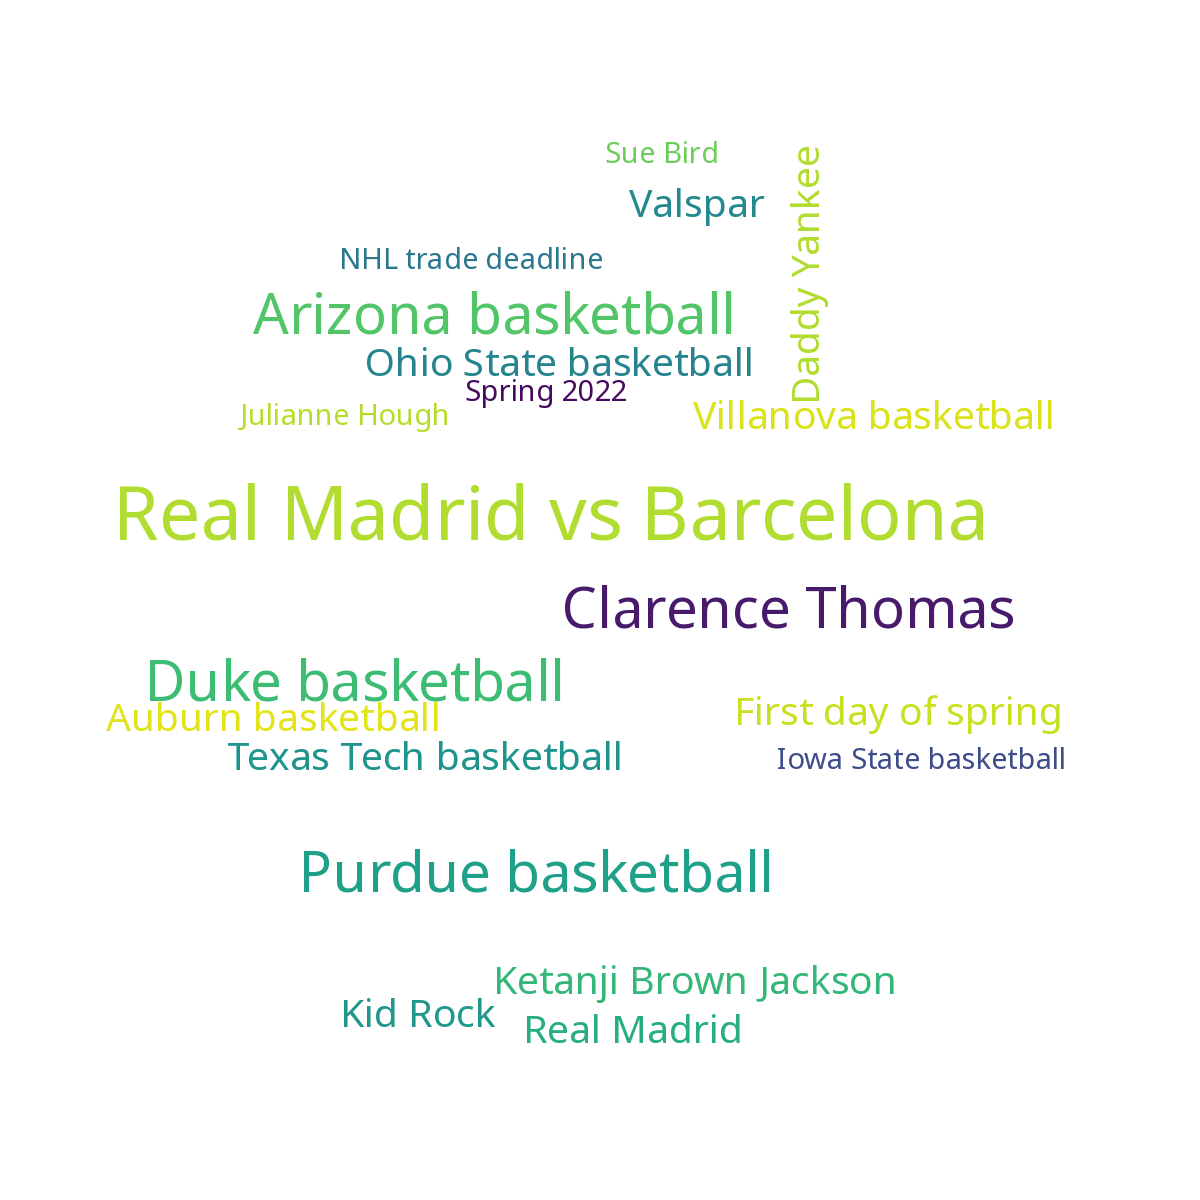 Sue Bird
Valspar
Daddy Yankee
NHL trade deadline
Arizona basketball
Ohio State basketball
Spring 2022
Julianne Hough
Villanova basketball
Real Madrid vs Barcelona
Clarence Thomas
Duke basketball
Auburn basketball
First day of spring
Texas Tech basketball
Iowa State basketball
Purdue basketball
Ketanji Brown Jackson
Kid Rock
Real Madrid